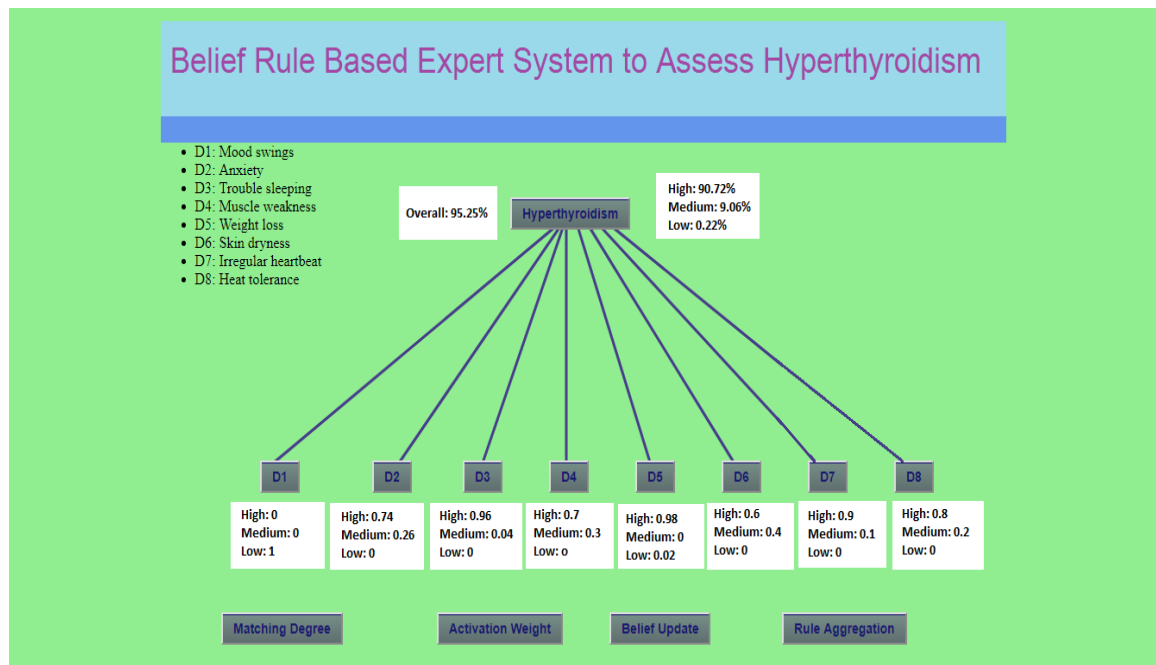 Belief Rule Based Expert System to Assess Hyperthyroidism
D1: Mood swings
D2: Anxiety
D3: Trouble sleeping
D4: Muscle weakness
D5: Weight loss
D6: Skin dryness
D7: Irregular heartbeat
D8: Heat tolerance
Overall: 95.25%
Hyperthyroidism
High: 90.72%
Medium: 9.06%
Low: 0.22%
D1
D2
D3
D4
D5
D6
D7
D8
High: 0
Medium: 0
Low: 1
High: 0.74
Medium: 0.26
Low: 0
High: 0.96
Medium: 0.04
Low: 0
High: 0.7
Medium: 0.3
Low: o
High: 0.98
Medium: 0
Low: 0.02
High: 0.6
Medium: 0.4
Low: 0
High: 0.9
Medium: 0.1
Low: 0
High: 0.8
Medium: 0.2
Low: 0
Matching Degree
Activation Weight
Belief Update
Rule Aggregation